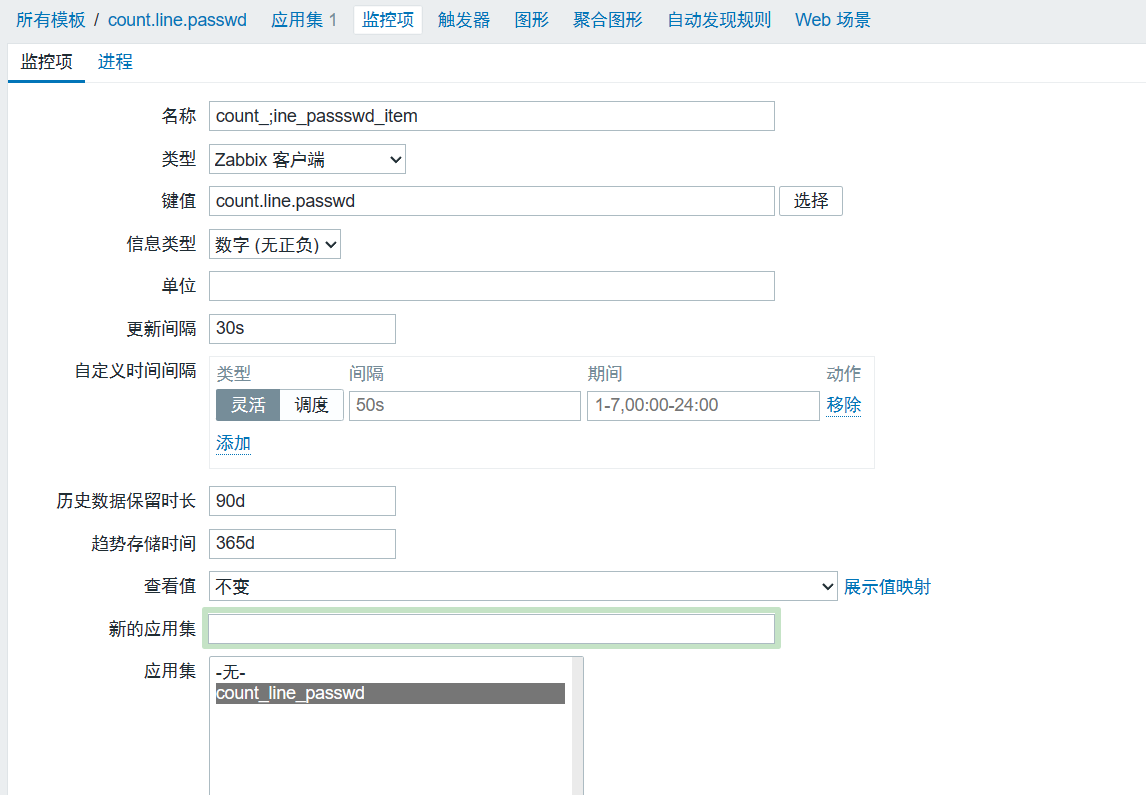 所有模板 / count.line.passwd 应用集 1 监控项 触发器 图形 聚合图形 自动发现规则 Web 场景
监控项 进程
名称 count_;ine_passswd_item
类型 Zabbix 客户端
键值 count.line.passwd 选择
信息类型 数字 (无正负)
单位
更新间隔 30s
自定义时间间隔 类型 间隔 期间 动作
灵活 调度 50s 1-7,00:00-24:00 移除
添加
历史数据保留时长 90d
趋势存储时间 365d
查看值 不变 展示值映射
新的应用集
应用集 -无-
count_line_passwd